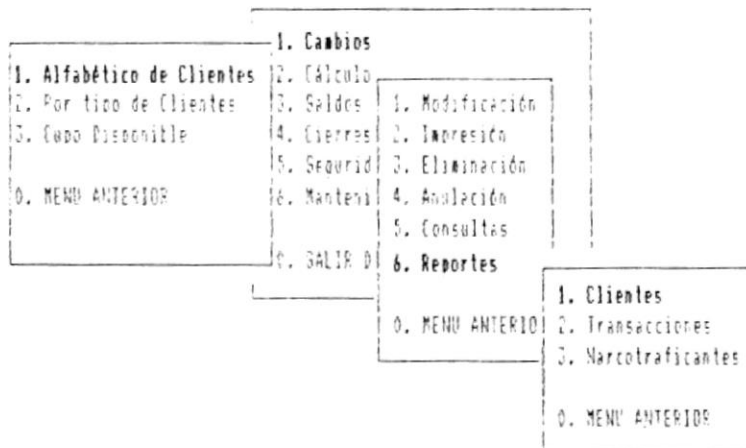 1. Cambios
2. Cálculo
3. Saldos
4. Cierres
5. Segurid
6. Manteni
0. SALIR D
1. Alfabético de Clientes
2. Por tipo de Clientes
3. Cupo Disponible
0. MENU ANTERIOR
1. Modificación
2. Impresión
3. Eliminación
4. Anulación
5. Consultas
6. Reportes
0. MENU ANTERIO
1. Clientes
2. Transacciones
3. Narcotraficantes
0. MENU ANTERIOR